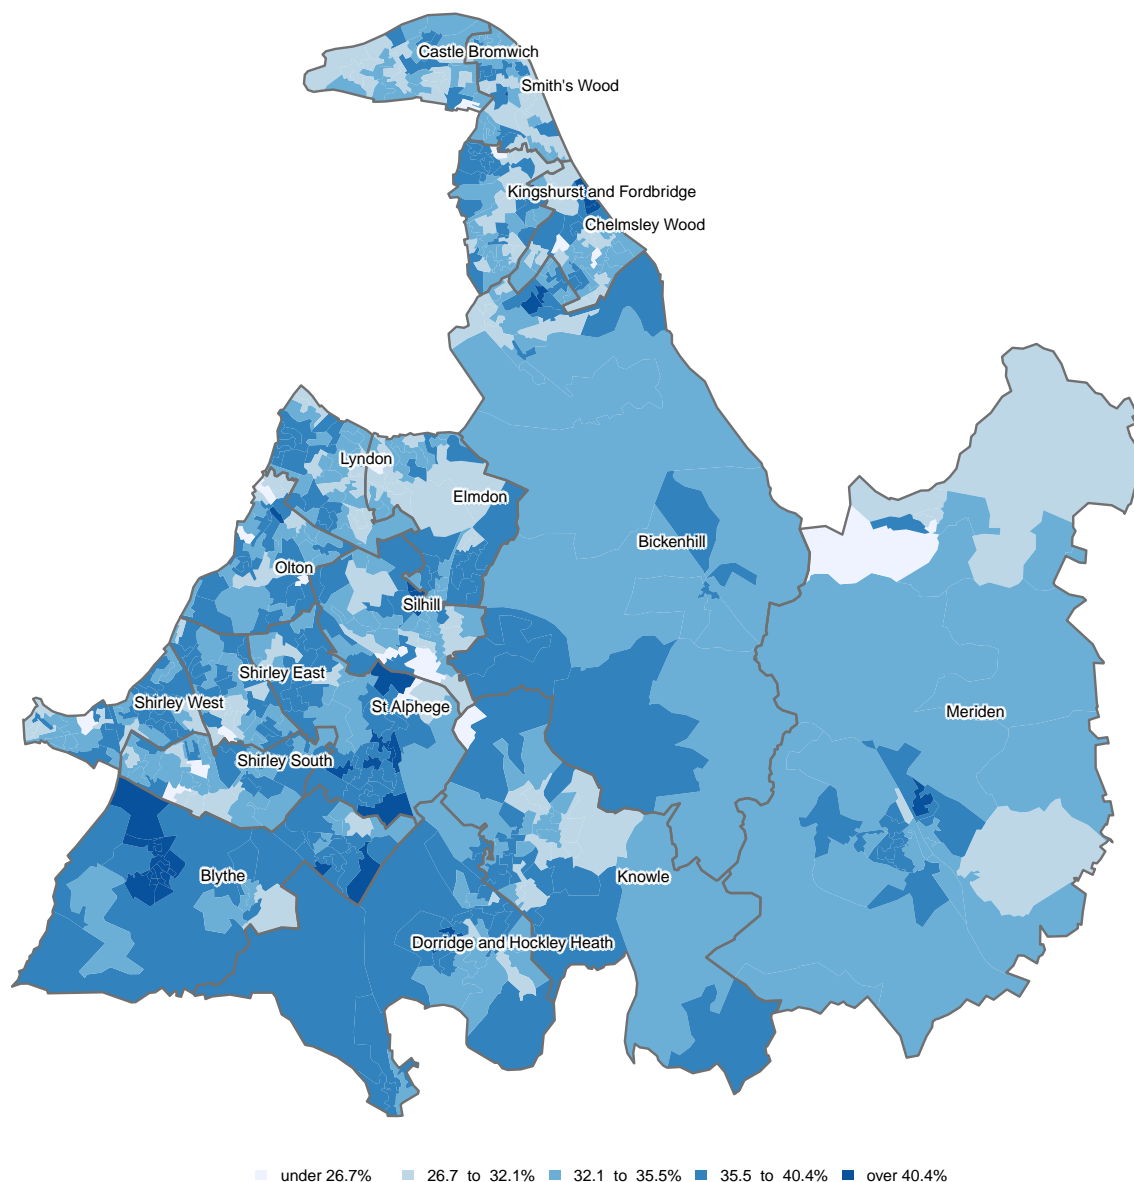 Castle Bromwich
Smith's Wood
Kingshurst and Fordbridge
Chelmsley Wood
Lyndon
Elmdon
Bickenhill
Olton
Silhill
Shirley East
Shirley West
St Alphege
Meriden
Shirley South
Blythe
Knowle
Dorridge and Hockley Heath
under 26.7% 26.7 to 32.1% 32.1 to 35.5% 35.5 to 40.4% over 40.4%